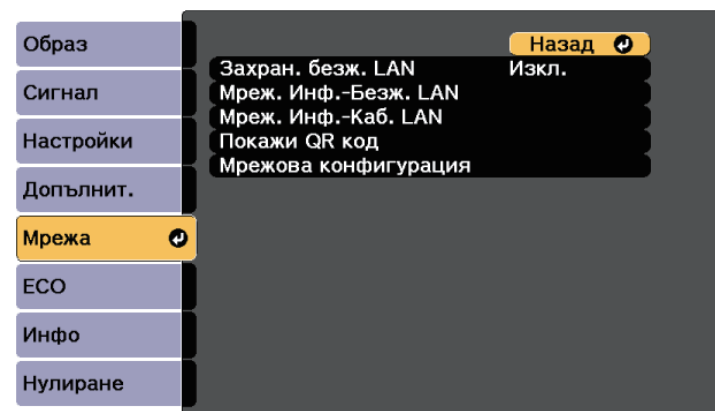 Образ
Сигнал
Настройки
Допълнит.
Мрежа
ECO
Инфо
Нулиране
Назад
Захран. безж. LAN Изкл.
Мреж. Инф.-Безж. LAN
Мреж. Инф.-Каб. LAN
Покажи QR код
Мрежова конфигурация